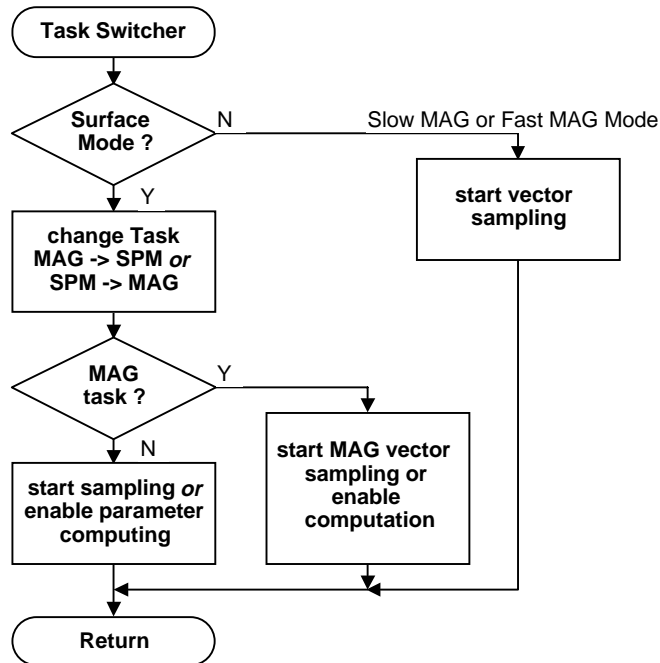 Task Switcher
Surface
Mode ?
N
Slow MAG or Fast MAG Mode
Y
start vector
sampling
change Task
MAG -> SPM or
SPM -> MAG
MAG
task ?
Y
N
start MAG vector
sampling or
enable
computation
start sampling or
enable parameter
computing
Return